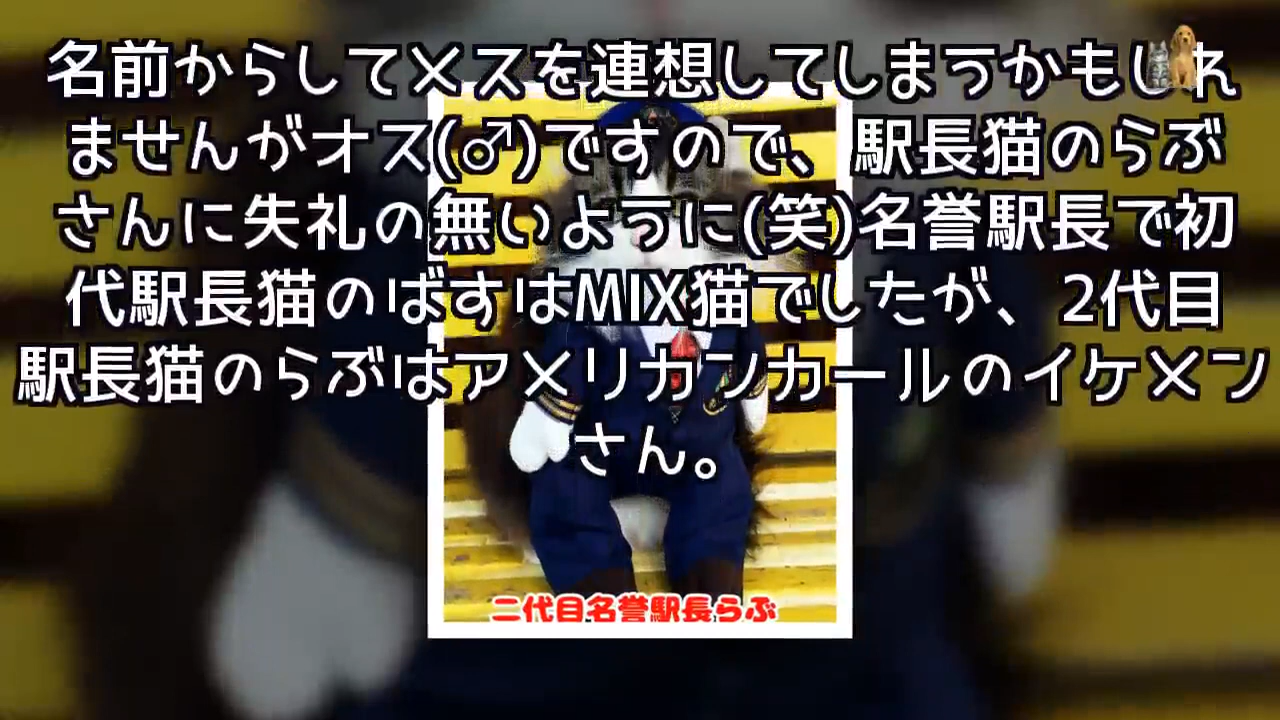 名前からしてメスを連想してしまうかもしれ
ませんがオス(♂)ですので、駅長猫のらぶ
さんに失礼の無いように(笑)名誉駅長で初
代駅長猫のばすはMIX猫でしたが、2代目
駅長猫のらぶはアメリカンカールのイケメン
さん。
二代目名誉駅長らぶ